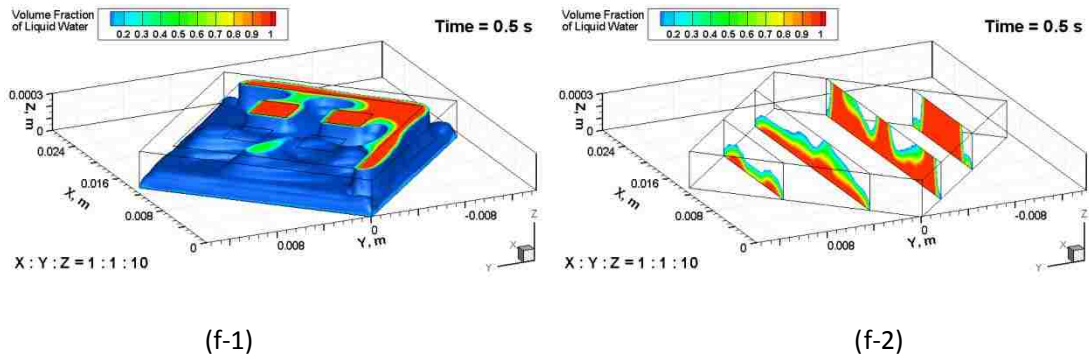 Volume Fraction
of Liquid Water
0.2 0.3 0.4 0.5 0.6 0.7 0.8 0.9 1
Time = 0.5 s
0.0003
0
Z, m
0.024
0.016
0.008
0
X, m
0.008
0
-0.008
Y, m
Z
X
Y
X : Y : Z = 1 : 1 : 10
(f-1)
Volume Fraction
of Liquid Water
0.2 0.3 0.4 0.5 0.6 0.7 0.8 0.9 1
Time = 0.5 s
0.0003
0
Z, m
0.024
0.016
0.008
0
X, m
0.008
0
-0.008
Y, m
Z
X
Y
X : Y : Z = 1 : 1 : 10
(f-2)